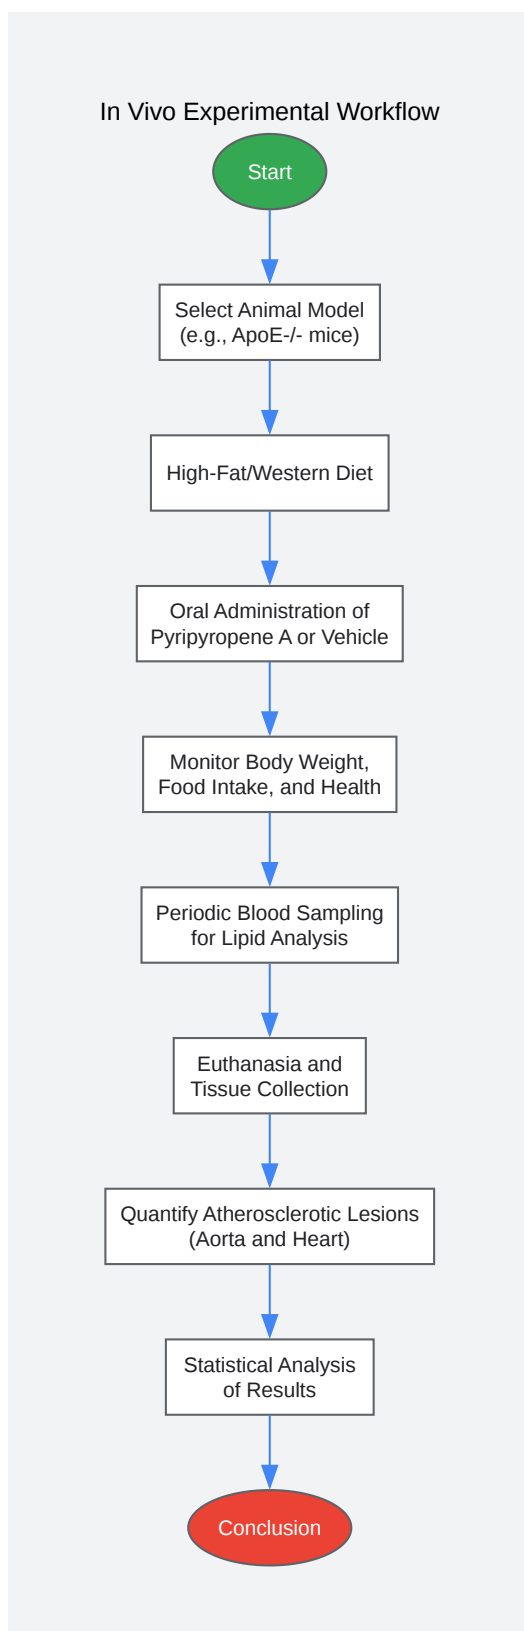 In Vivo Experimental Workflow
Start
Select Animal Model
(e.g., ApoE-/- mice)
High-Fat/Western Diet
Oral Administration of
Pyripyropene A or Vehicle
Monitor Body Weight,
Food Intake, and Health
Periodic Blood Sampling
for Lipid Analysis
Euthanasia and
Tissue Collection
Quantify Atherosclerotic Lesions
(Aorta and Heart)
Statistical Analysis
of Results
Conclusion